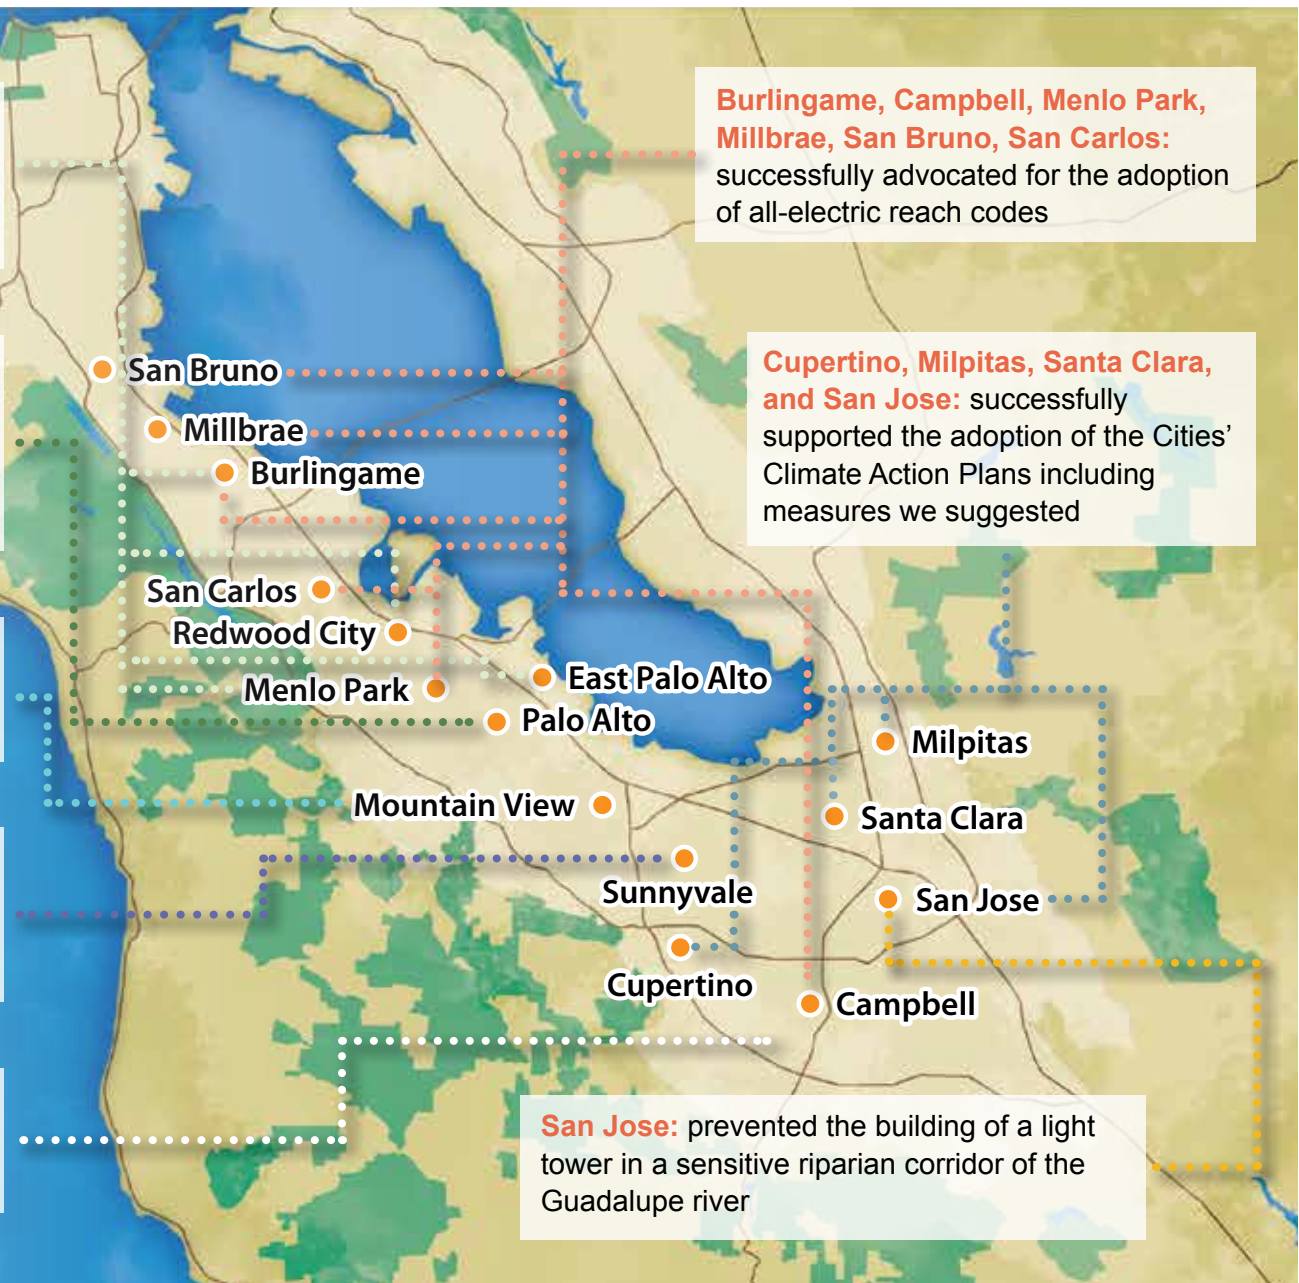 Burlingame, Campbell, Menlo Park,
Millbrae, San Bruno, San Carlos:
successfully advocated for the adoption
of all-electric reach codes
Cupertino, Milpitas, Santa Clara,
and San Jose: successfully
supported the adoption of the Cities’
Climate Action Plans including
measures we suggested
San Bruno
Millbrae
Burlingame
San Carlos
Redwood City
Menlo Park
East Palo Alto
Palo Alto
Milpitas
Mountain View
Santa Clara
Sunnyvale
San Jose
Cupertino
Campbell
San Jose: prevented the building of a light
tower in a sensitive riparian corridor of the
Guadalupe river